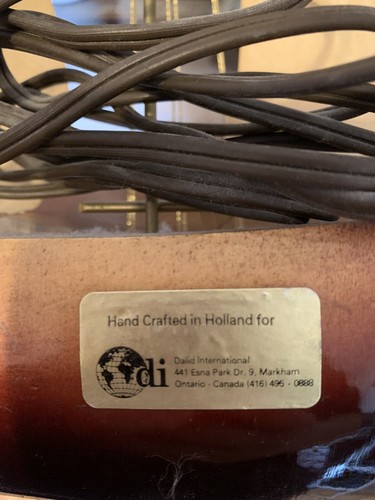 Hand Crafted in Holland for
di
Dalid International
441 Esna Park Dr. 9, Markham
Ontario - Canada (416) 495 - 0888